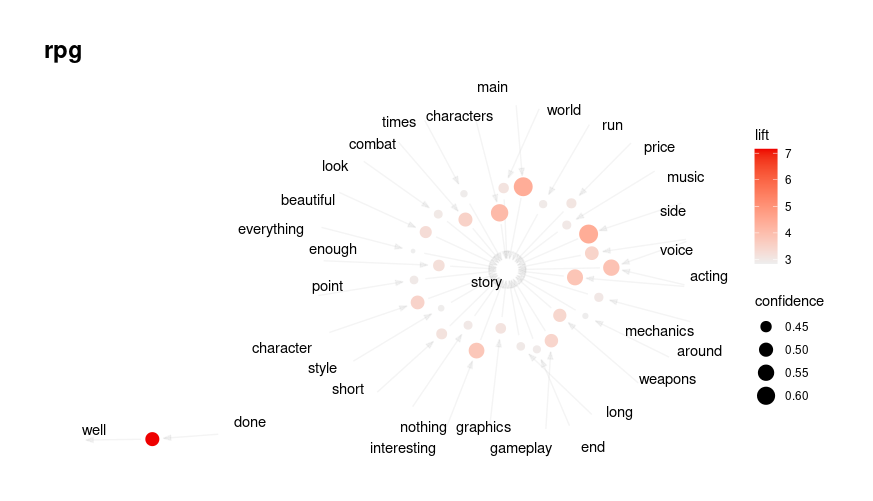 rpg
main
characters
world
times
run
combat
price
look
music
beautiful
side
everything
enough
voice
story
acting
point
mechanics
character
around
style
weapons
short
long
nothing
graphics
interesting
gameplay
end
well
done
lift
7
6
5
4
3
confidence
0.45
0.50
0.55
0.60